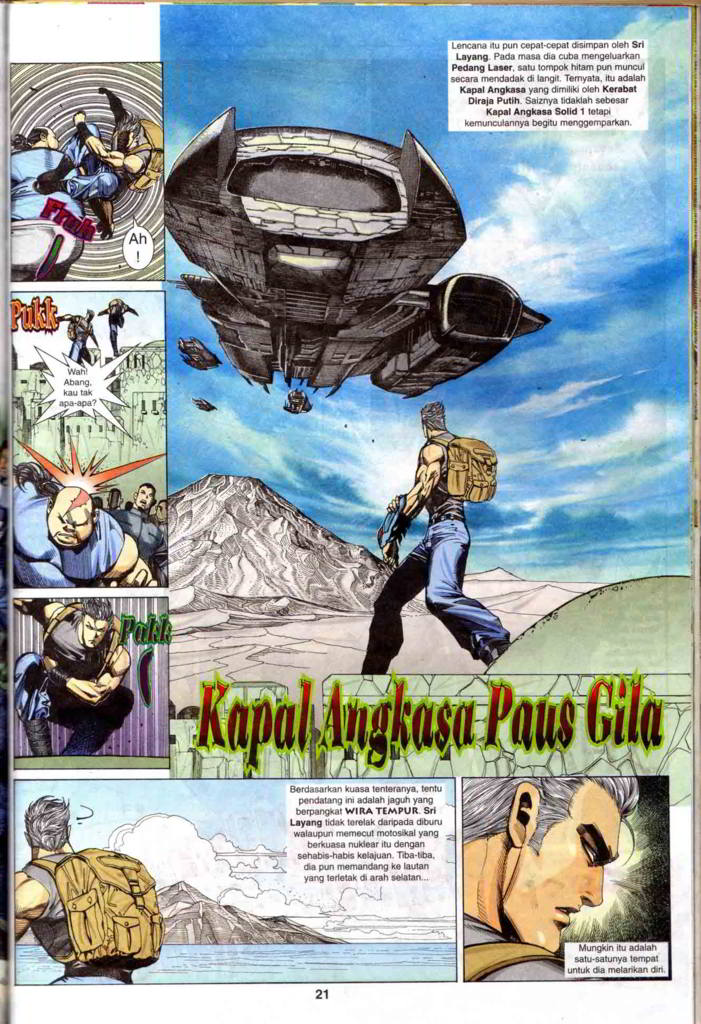 Lencana itu pun cepat-cepat disimpan oleh Sri
Layang. Pada masa dia cuba mengeluarkan
Pedang Laser, satu tompok hitam pun muncul
secara mendadak di langit. Ternyata, itu adalah
Kapal Angkasa yang dimiliki oleh Kerabat
Diraja Putih. Saiznya tidaklah sebesar
Kapal Angkasa Solid 1 tetapi
kemunculannya begitu menggemparkan.
Fruh
!
Ah
!
Pukk
Wah!
Abang,
kau tak
apa-apa?
Pakk
!
Kapal Angkasa Paus Gila
Berdasarkan kuasa tenteranya, tentu
pendatang ini adalah jaguh yang
berpangkat WIRA TEMPUR. Sri
Layang tidak terelak daripada diburu
walaupun memecut motosikal yang
berkuasa nuklear itu dengan
sehabis-habis kelajuan. Tiba-tiba,
dia pun memandang ke lautan
yang terletak di arah selatan...
?
Mungkin itu adalah
satu-satunya tempat
untuk dia melarikan diri.
21